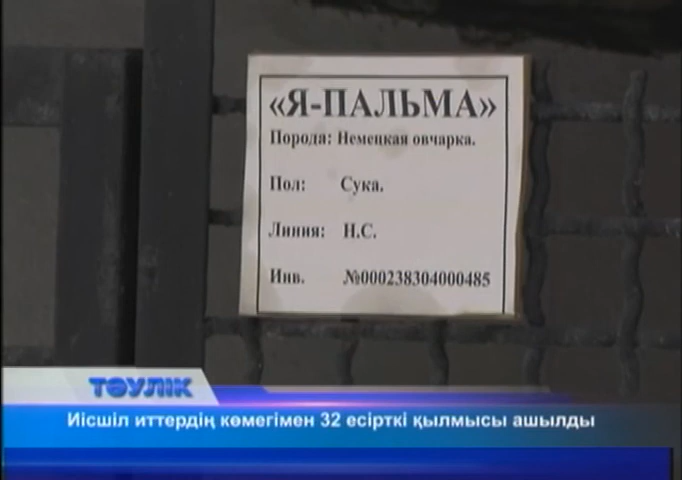 «Я-ПАЛЬМА»
Порода: Немецкая овчарка.
Пол: Сука.
Линия: Н.С.
Инв. №000238304000485
ТӘУЛІК
Иісшіл иттердің көмегімен 32 есірткі қылмысы ашылды